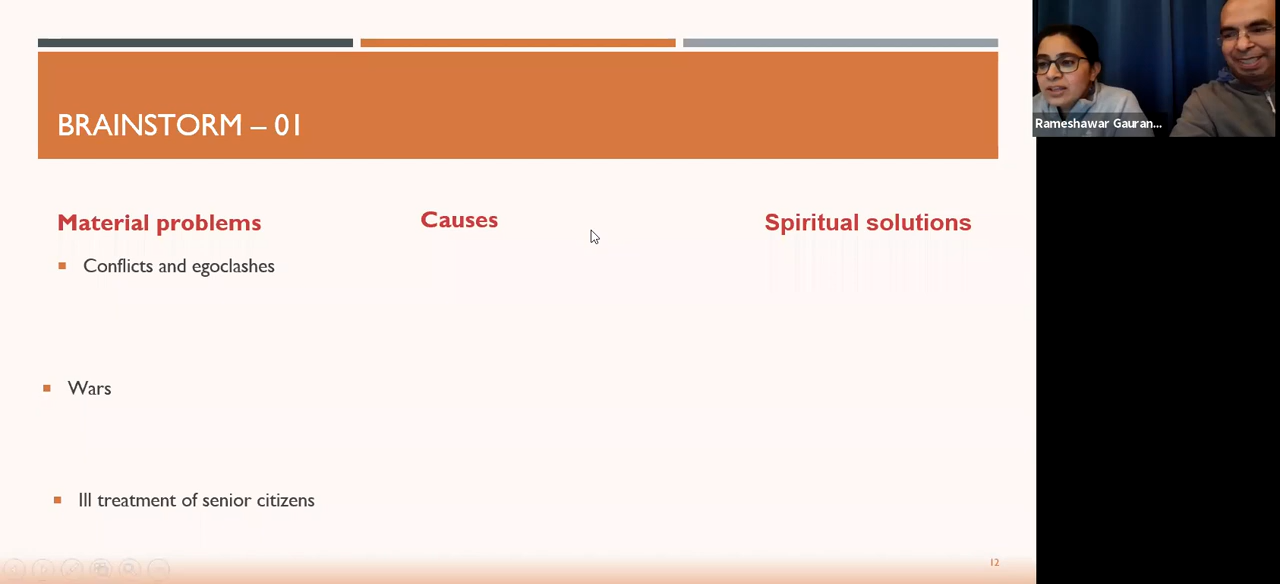 BRAINSTORM – 01
Material problems
Causes
Spiritual solutions
Conflicts and egoclashes
Wars
Ill treatment of senior citizens
12
Rameshawar Gauran...